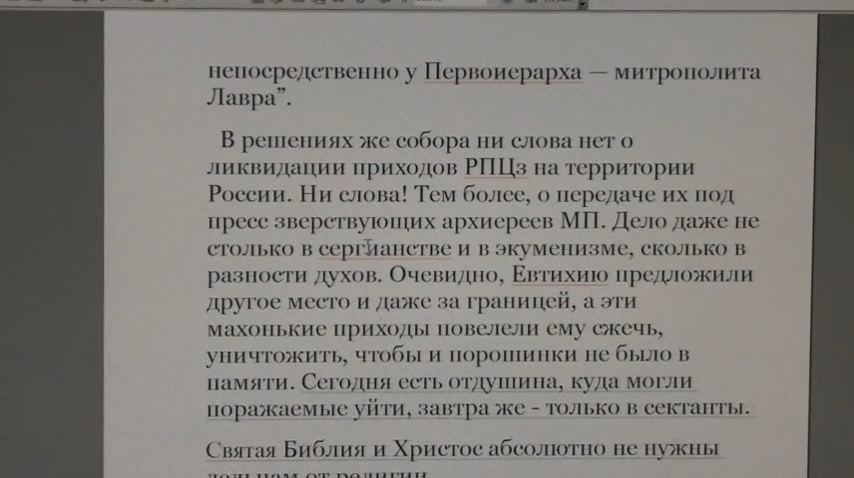 непосредственно у Первоиерарха — митрополита
Лавра”.
В решениях же собора ни слова нет о
ликвидации приходов РПЦз на территории
России. Ни слова! Тем более, о передаче их под
пресс зверствующих архиереев МП. Дело даже не
столько в сергианстве и в экуменизме, сколько в
разности духов. Очевидно, Евтихию предложили
другое место и даже за границей, а эти
махонькие приходы повелели ему сжечь,
уничтожить, чтобы и порошинки не было в
памяти. Сегодня есть отдушина, куда могли
поражаемые уйти, завтра же - только в сектанты.
Святая Библия и Христос абсолютно не нужны
от религии